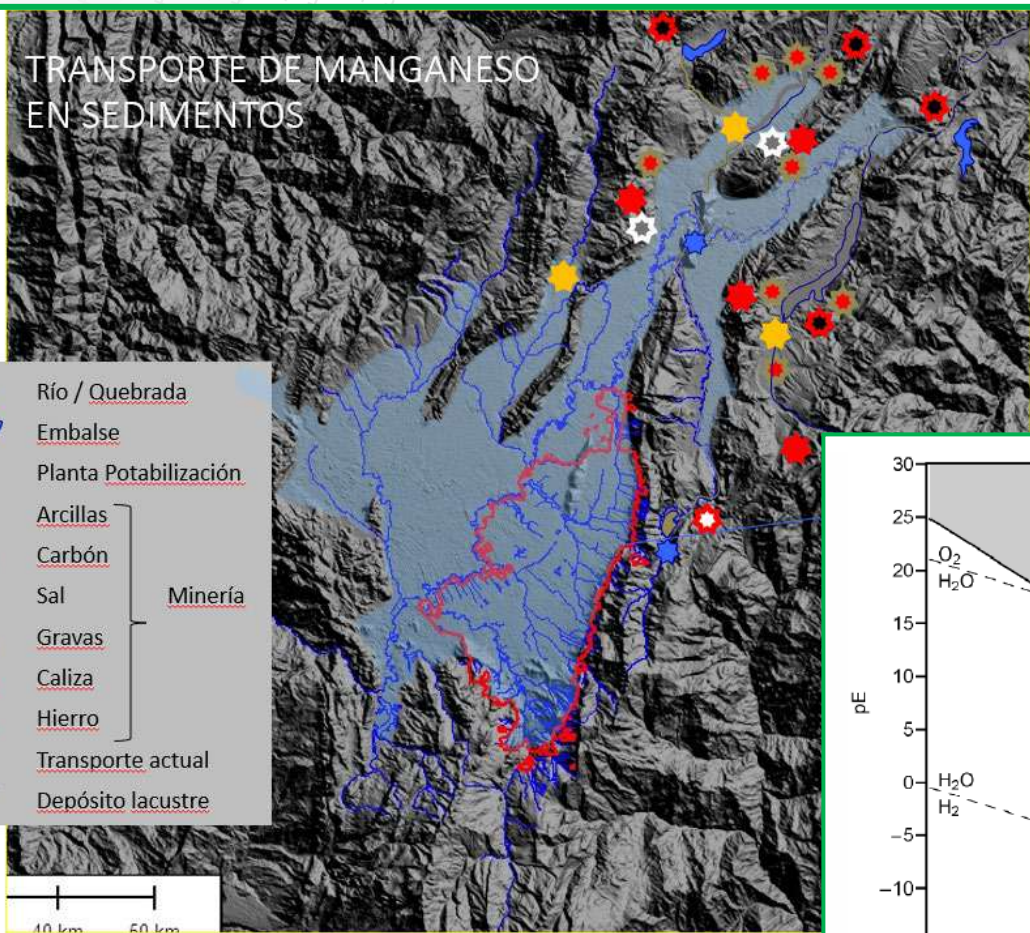 TRANSPORTE DE MANGANESO
EN SEDIMENTOS
Río / Quebrada
Embalse
Planta Potabilización
Arcillas
Carbón
Sal
Minería
Gravas
Caliza
Hierro
Transporte actual
Depósito lacustre
40 km
50 km
30
25
O₂
H₂O
20
15
10
pE
5
0
H₂O
H₂
−5
−10